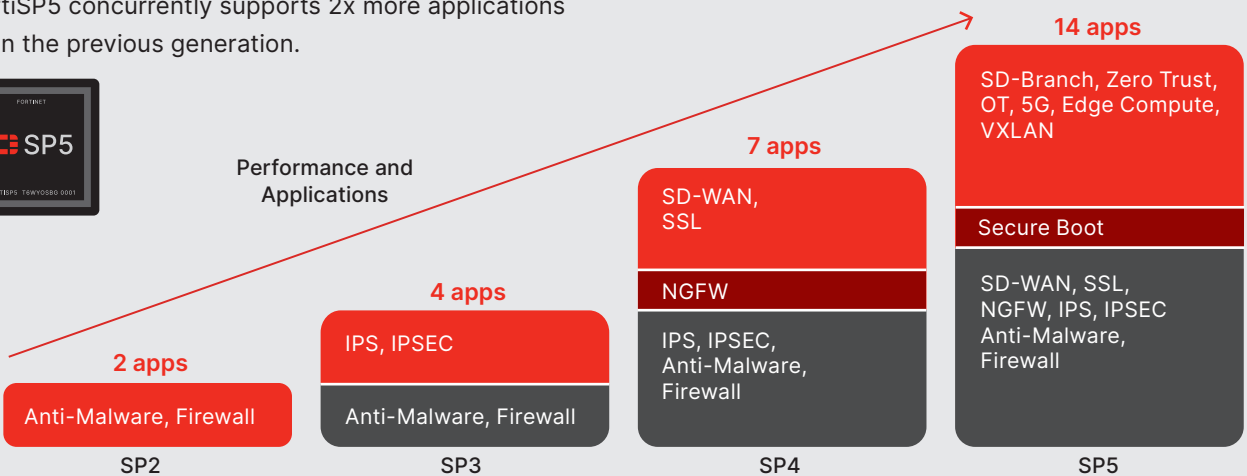 concurrently supports 2x more applications
the previous generation.
14 apps
SD-Branch, Zero Trust,
OT, 5G, Edge Compute,
VXLAN
FORTINET
SP5
T6WYOSBG 0001
Performance and
Applications
7 apps
SD-WAN,
SSL
Secure Boot
NGFW
4 apps
SD-WAN, SSL,
NGFW, IPS, IPSEC
Anti-Malware,
Firewall
IPS, IPSEC
IPS, IPSEC,
Anti-Malware,
Firewall
2 apps
Anti-Malware, Firewall
Anti-Malware, Firewall
SP2
SP3
SP4
SP5